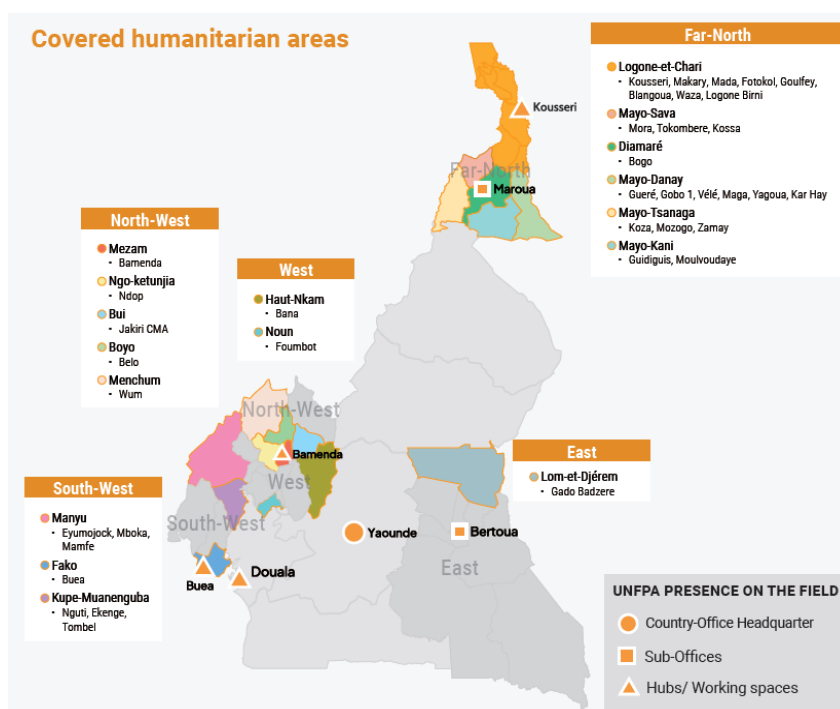 Covered humanitarian areas
Far-North
Logone-et-Chari
• Kousseri, Makary, Mada, Fotokol, Goulfey,
Blangoua, Waza, Logone Birni
Mayo-Sava
• Mora, Tokombere, Kossa
Diamaré
• Bogo
Mayo-Danay
• Gueré, Gobo 1, Vélé, Maga, Yagoua, Kar Hay
Mayo-Tsanaga
• Koza, Mozogo, Zamay
Mayo-Kani
• Guidiguis, Moulvoudaye
Kousseri
Far-North
Maroua
North-West
Mezam
• Bamenda
Ngo-ketunjia
• Ndop
Bui
• Jakiri CMA
Boyo
• Belo
Menchum
• Wum
West
Haut-Nkam
• Bana
Noun
• Foumbot
North-West
Bamenda
West
South-West
East
Lom-et-Djérem
• Gado Badzere
South-West
Manyu
• Eyumojock, Mboka,
Mamfe
Fako
• Buea
Kupe-Muanenguba
• Nguti, Ekenge,
Tombel
Yaounde
Bertoua
East
Buea
Douala
UNFPA PRESENCE ON THE FIELD
Country-Office Headquarter
Sub-Offices
Hubs/ Working spaces